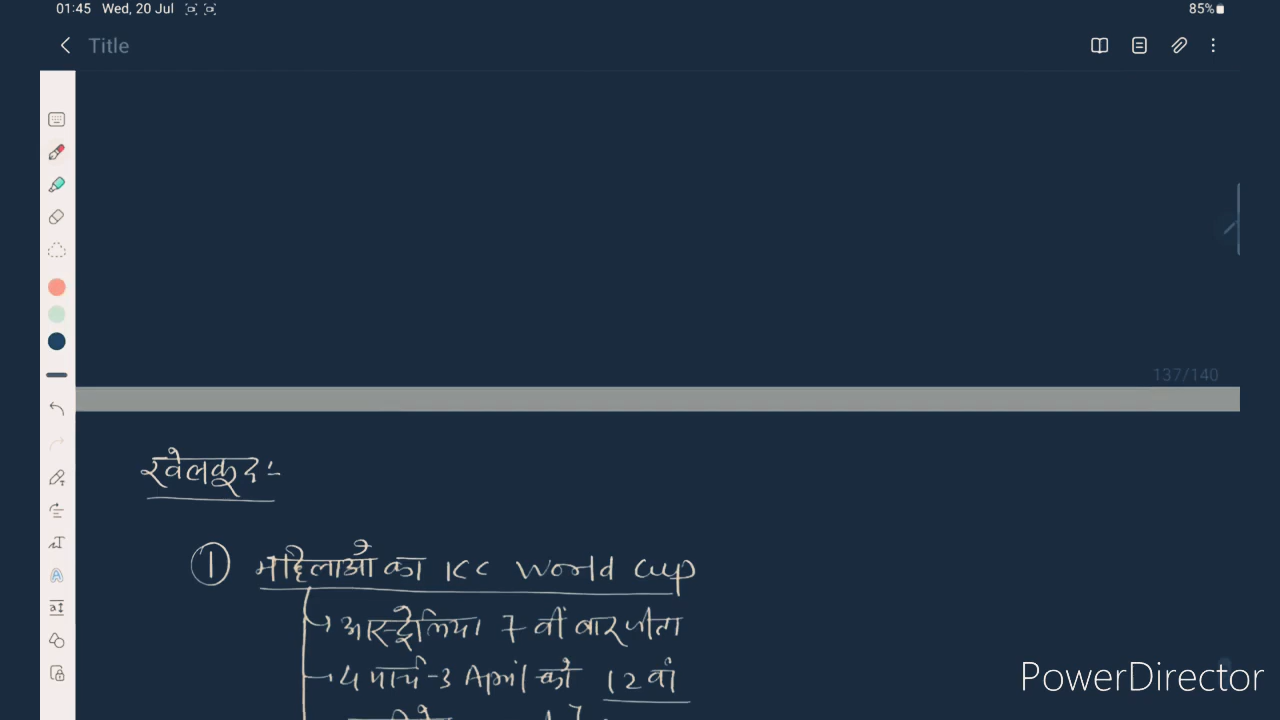 01:45 Wed, 20 Jul 85%
Title
137/140
खेलकूद :-
① महिलाओ का ICC World Cup
→ आस्ट्रेलिया 7 वीं बार जीता
→ 4 मार्च - 3 April को 12 वां
PowerDirector